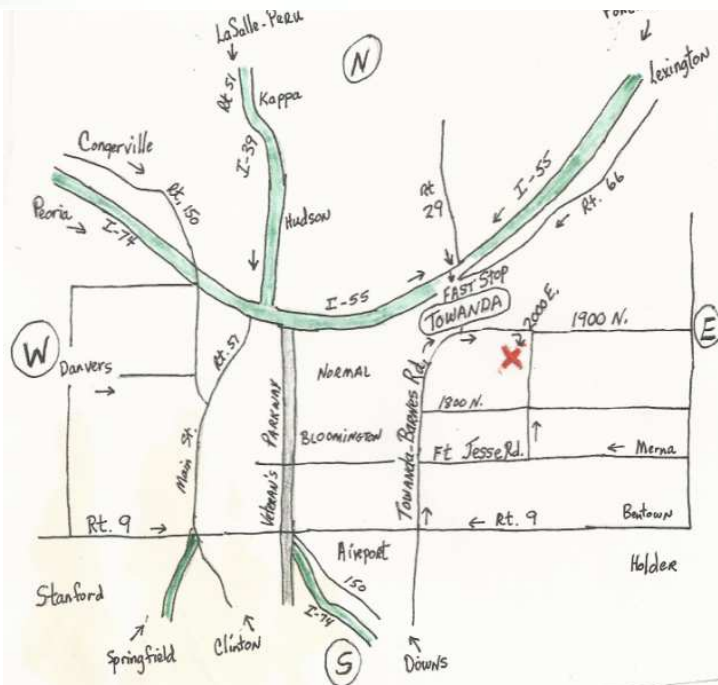 LaSalle-Peru
N
Lexington
Rt 51
Kappa
Congerville
I-39
Rt. 150
Rt 29
I-55
Rt. 66
Peoria
I-74
Hudson
FAST STOP
TOWANDA
I-55
2000 E.
1900 N.
E
W
Danvers
Rt. 51
NORMAL
1800 N.
Main St.
VETERAN'S PARKWAY
BLOOMINGTON
TOWANDA-BARNES Rd.
Ft Jesse Rd.
Merna
Rt. 9
Rt. 9
Bentown
Airport
Holder
Stanford
150
I-74
Springfield
Clinton
S
Downs